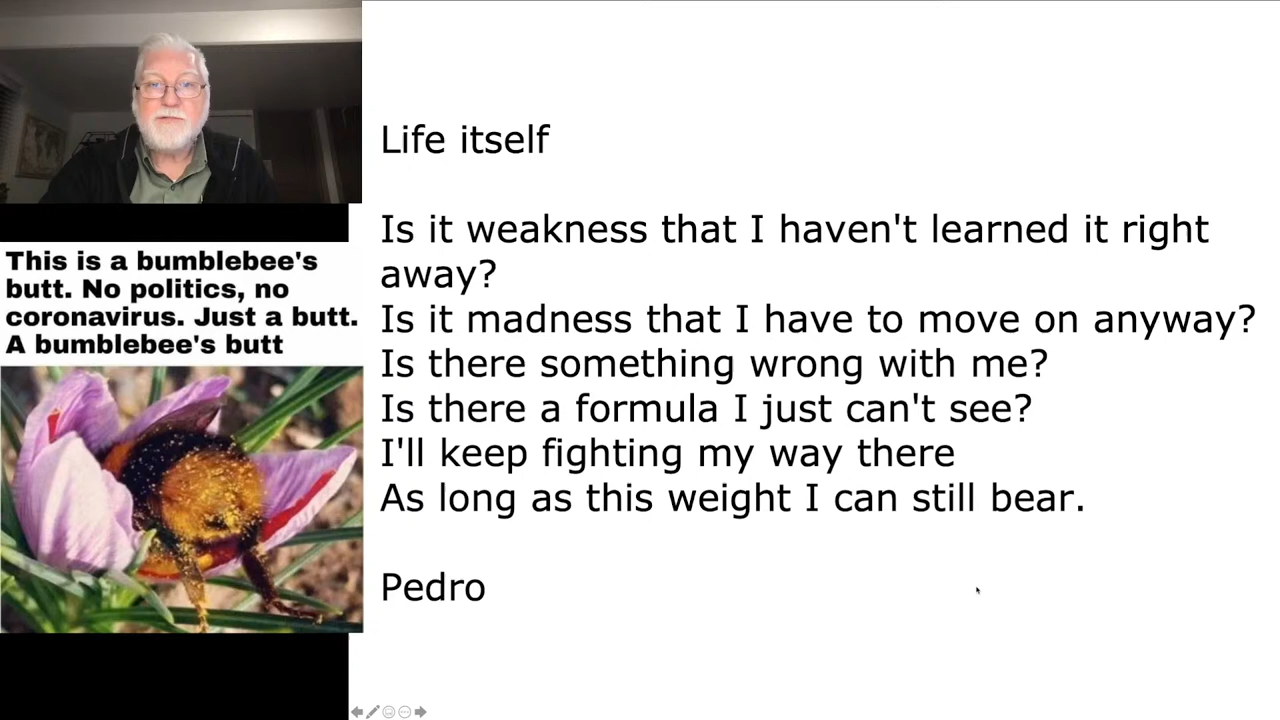 This is a bumblebee's
butt. No politics, no
coronavirus. Just a butt.
A bumblebee's butt
Life itself
Is it weakness that I haven't learned it right
away?
Is it madness that I have to move on anyway?
Is there something wrong with me?
Is there a formula I just can't see?
I'll keep fighting my way there
As long as this weight I can still bear.
Pedro